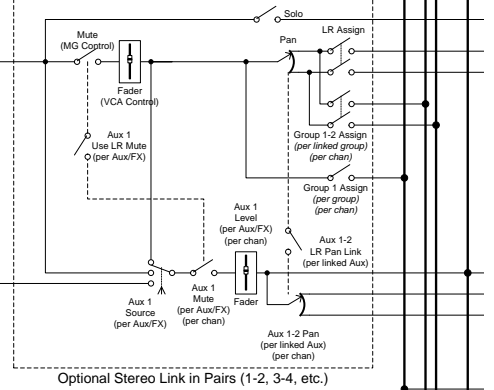 Solo
Mute
(MG Control)
Pan
LR Assign
Fader
(VCA Control)
Aux 1
Use LR Mute
(per Aux/FX)
Group 1-2 Assign
(per linked group)
(per chan)
Group 1 Assign
(per group)
(per chan)
Aux 1
Level
(per Aux/FX)
(per chan)
Aux 1-2
LR Pan Link
(per linked Aux)
Aux 1
Source
(per Aux/FX)
Aux 1
Mute
(per Aux/FX)
(per chan)
Fader
Aux 1-2 Pan
(per linked Aux)
(per chan)
Optional Stereo Link in Pairs (1-2, 3-4, etc.)